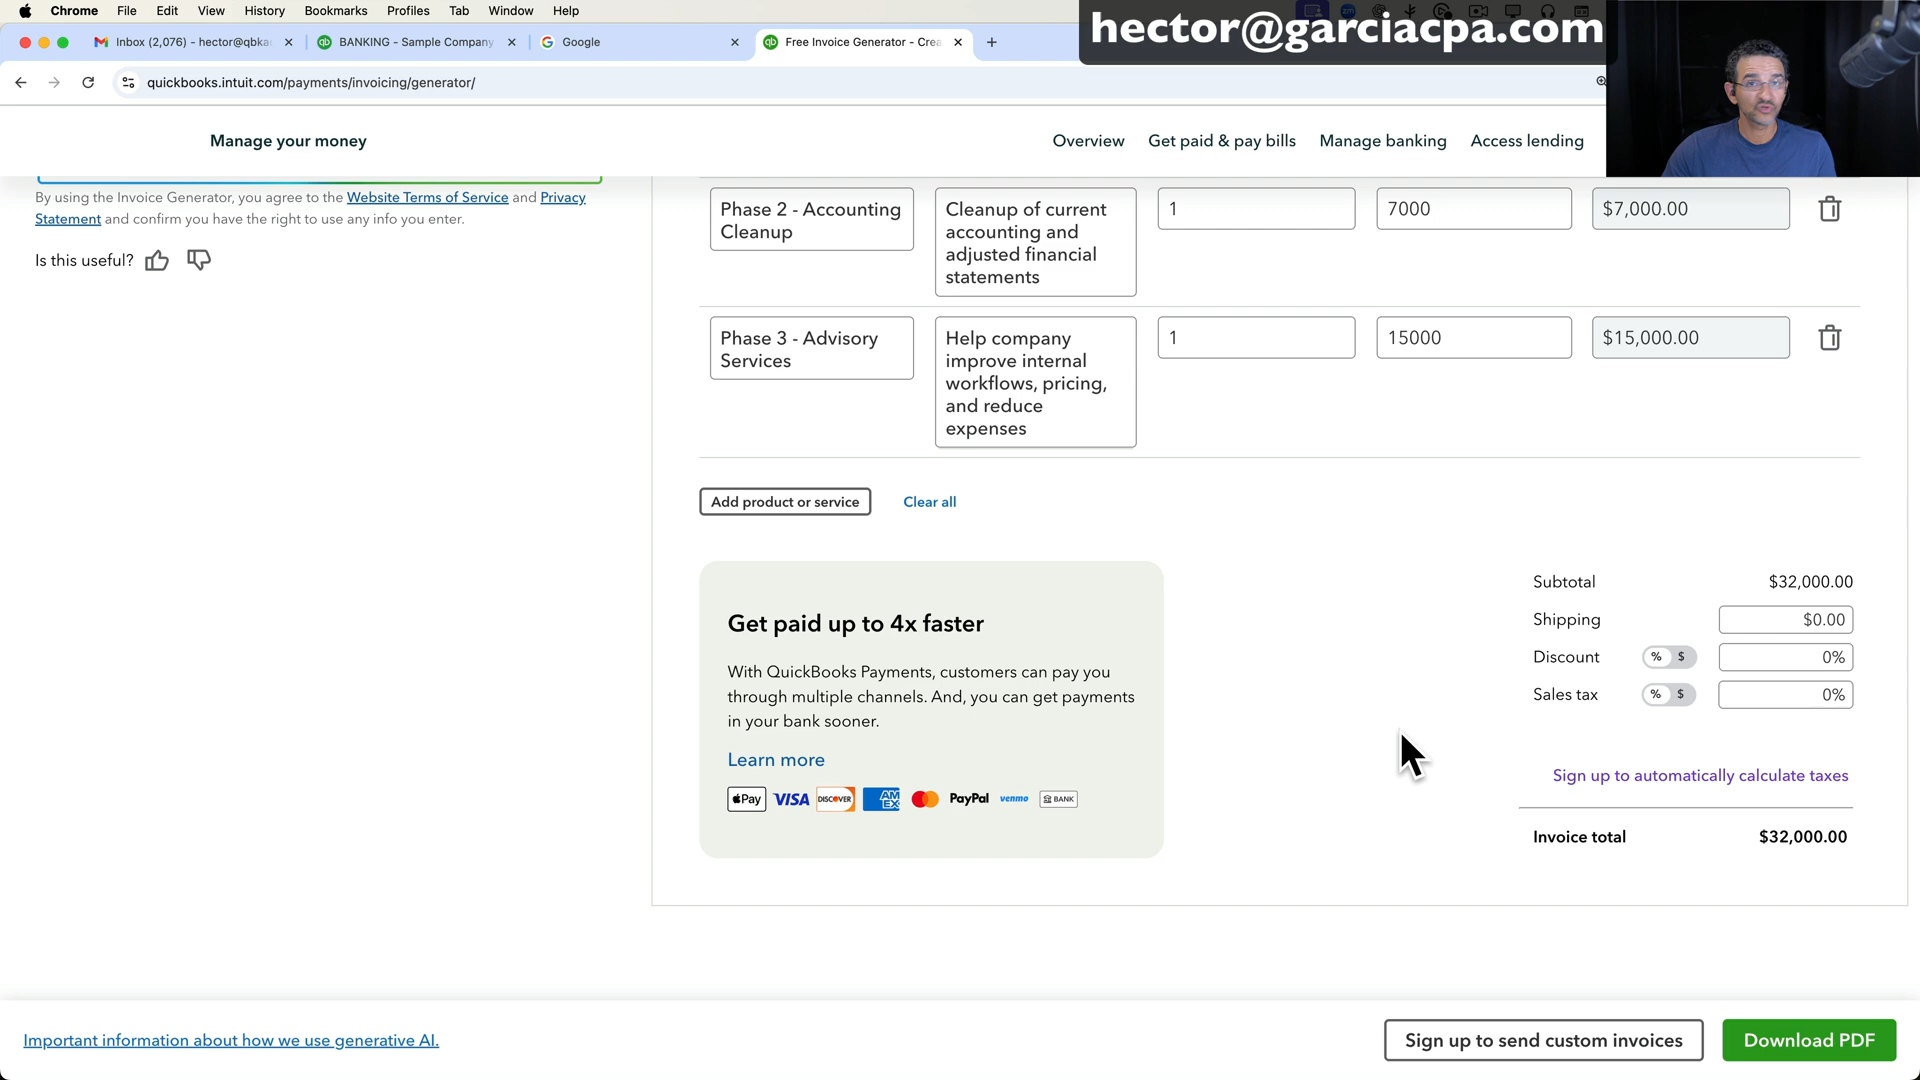 Chrome File Edit View History Bookmarks Profiles Tab Window Help
hector@garciacpa.com
Inbox (2,076) - hector@qbka
BANKING - Sample Company
Google
Free Invoice Generator - Crea
quickbooks.intuit.com/payments/invoicing/generator/
Manage your money
Overview Get paid & pay bills Manage banking Access lending
By using the Invoice Generator, you agree to the Website Terms of Service and Privacy
Statement and confirm you have the right to use any info you enter.
Is this useful?
Phase 2 - Accounting
Cleanup
Cleanup of current
accounting and
adjusted financial
statements
1
7000
$7,000.00
Phase 3 - Advisory
Services
Help company
improve internal
workflows, pricing,
and reduce
expenses
1
15000
$15,000.00
Add product or service Clear all
Get paid up to 4x faster
With QuickBooks Payments, customers can pay you
through multiple channels. And, you can get payments
in your bank sooner.
Learn more
Pay VISA DISCOVER AM EX PayPal venmo BANK
Subtotal $32,000.00
Shipping $0.00
Discount % $ 0%
Sales tax % $ 0%
Sign up to automatically calculate taxes
Invoice total $32,000.00
Important information about how we use generative AI.
Sign up to send custom invoices
Download PDF